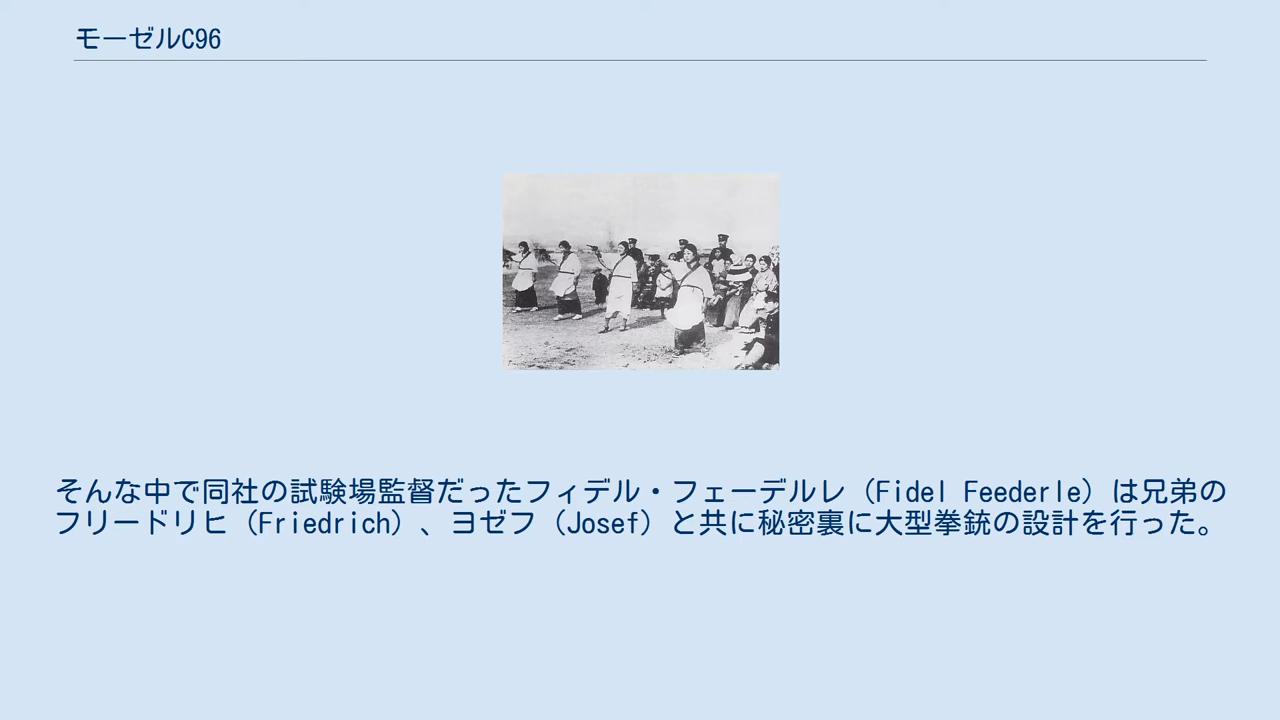 モーゼルC96
そんな中で同社の試験場監督だったフィデル・フェーデルレ（Fidel Feederle）は兄弟の
フリードリヒ（Friedrich）、ヨゼフ（Josef）と共に秘密裏に大型拳銃の設計を行った。